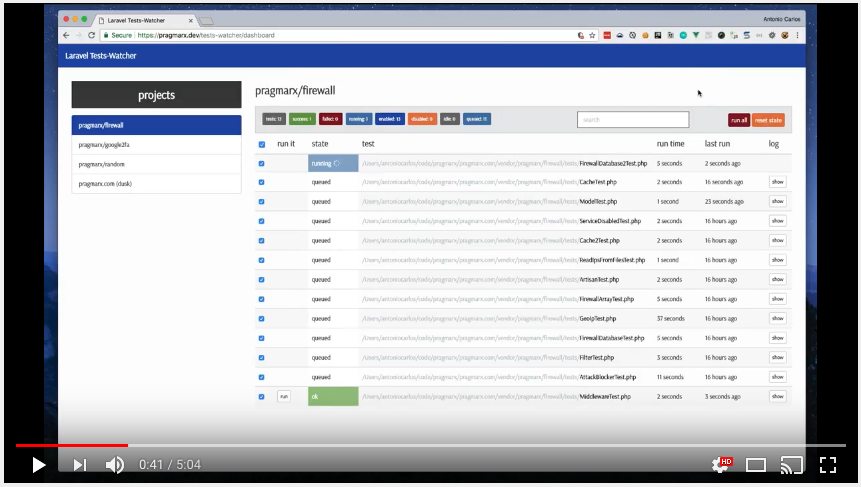 Laravel Tests-Watcher
Antonio Carlos
Secure | https://pragmarx.dev/tests-watcher/dashboard
Laravel Tests-Watcher
projects
pragmarx/firewall
pragmarx/google2fa
pragmarx/random
pragmarx.com (dusk)
pragmarx/firewall
tests: 13 success: 1 failed: 0 running: 1 enabled: 13 disabled: 0 idle: 0 queued: 11 search run all reset state
run it state test run time last run log
running /Users/antoniocarlos/code/pragmarx/pragmarx.com/vendor/pragmarx/firewall/tests/FirewallDatabase2Test.php 5 seconds 2 seconds ago
queued /Users/antoniocarlos/code/pragmarx/pragmarx.com/vendor/pragmarx/firewall/tests/CacheTest.php 2 seconds 16 seconds ago show
queued /Users/antoniocarlos/code/pragmarx/pragmarx.com/vendor/pragmarx/firewall/tests/ModelTest.php 1 second 23 seconds ago show
queued /Users/antoniocarlos/code/pragmarx/pragmarx.com/vendor/pragmarx/firewall/tests/ServiceDisabledTest.php 2 seconds 16 hours ago show
queued /Users/antoniocarlos/code/pragmarx/pragmarx.com/vendor/pragmarx/firewall/tests/Cache2Test.php 2 seconds 16 hours ago show
queued /Users/antoniocarlos/code/pragmarx/pragmarx.com/vendor/pragmarx/firewall/tests/ReadIpsFromFilesTest.php 1 second 16 hours ago show
queued /Users/antoniocarlos/code/pragmarx/pragmarx.com/vendor/pragmarx/firewall/tests/ArtisanTest.php 2 seconds 16 hours ago show
queued /Users/antoniocarlos/code/pragmarx/pragmarx.com/vendor/pragmarx/firewall/tests/FirewallArrayTest.php 5 seconds 16 hours ago show
queued /Users/antoniocarlos/code/pragmarx/pragmarx.com/vendor/pragmarx/firewall/tests/GeoIpTest.php 37 seconds 16 hours ago show
queued /Users/antoniocarlos/code/pragmarx/pragmarx.com/vendor/pragmarx/firewall/tests/FirewallDatabaseTest.php 5 seconds 16 hours ago show
queued /Users/antoniocarlos/code/pragmarx/pragmarx.com/vendor/pragmarx/firewall/tests/FilterTest.php 3 seconds 16 hours ago show
queued /Users/antoniocarlos/code/pragmarx/pragmarx.com/vendor/pragmarx/firewall/tests/AttackBlockerTest.php 11 seconds 16 hours ago show
run ok /Users/antoniocarlos/code/pragmarx/pragmarx.com/vendor/pragmarx/firewall/tests/MiddlewareTest.php 2 seconds 3 seconds ago show
0:41 / 5:04 HD